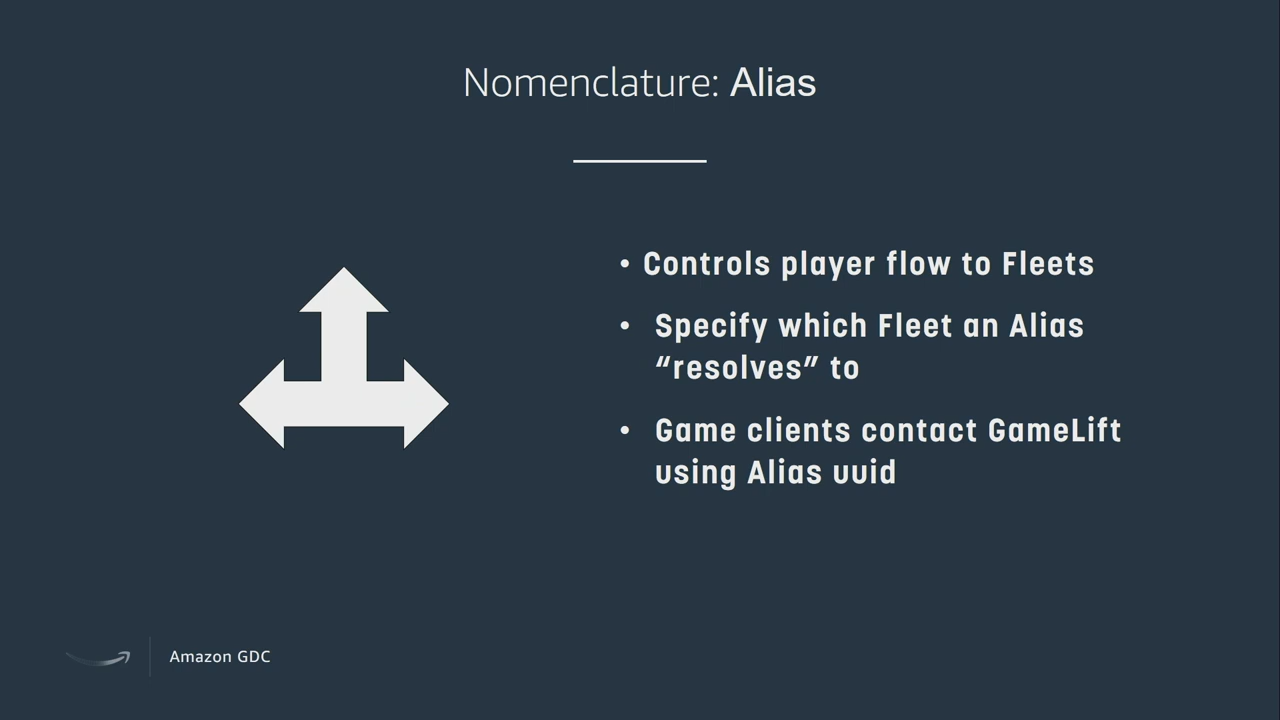 Nomenclature: Alias
• Controls player flow to Fleets
• Specify which Fleet an Alias
“resolves” to
• Game clients contact GameLift
using Alias uuid
Amazon GDC